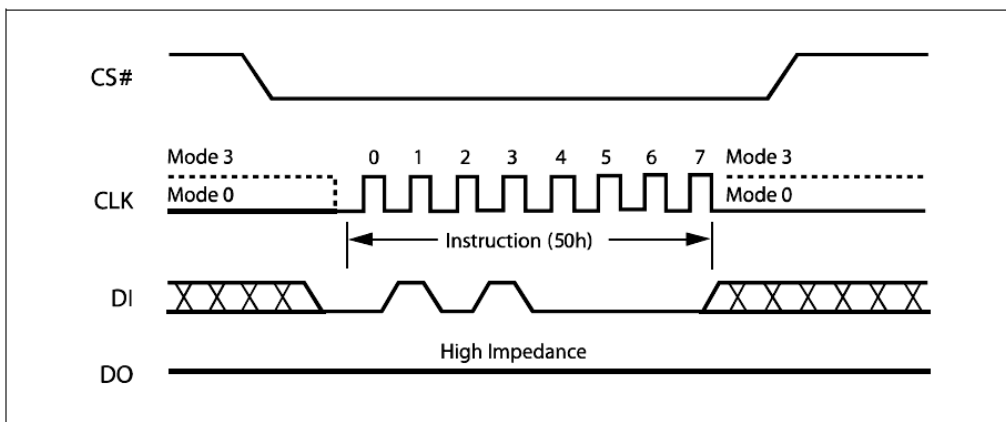 CS#
Mode 3 0 1 2 3 4 5 6 7 Mode 3
CLK Mode 0 Mode 0
Instruction (50h)
DI
High Impedance
DO